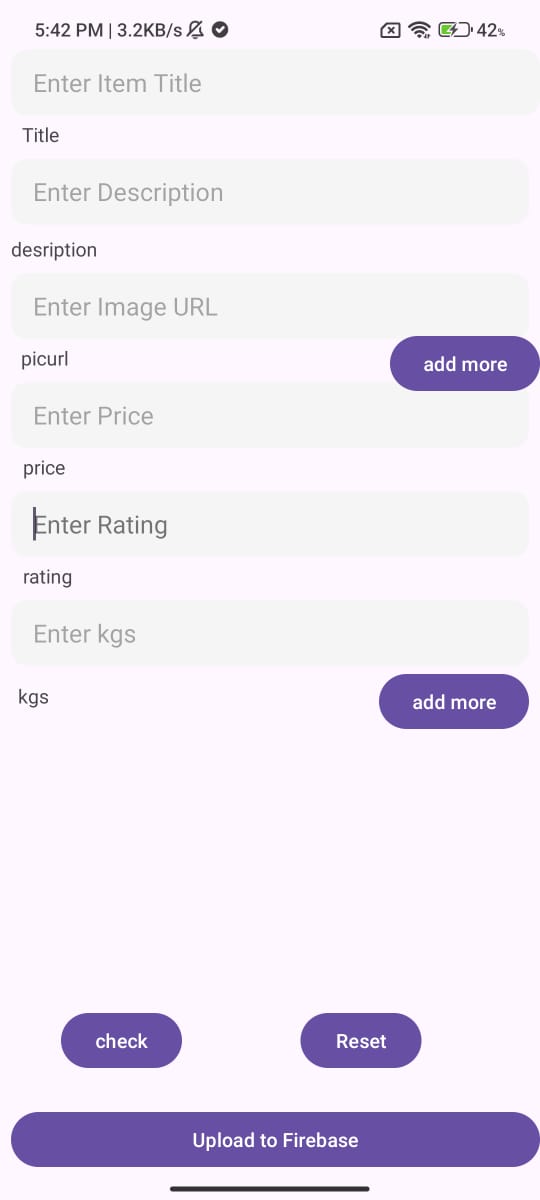 5:42 PM | 3.2KB/s 42%
Enter Item Title
Title
Enter Description
desription
Enter Image URL
picurl
add more
Enter Price
price
Enter Rating
rating
Enter kgs
kgs
add more
check
Reset
Upload to Firebase